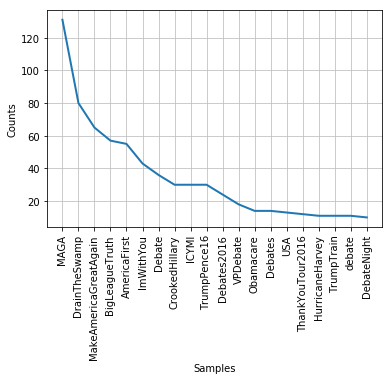 120
100
80
60
40
20
Counts
MAGA
DrainTheSwamp
MakeAmericaGreatAgain
BigLeagueTruth
AmericaFirst
ImWithYou
Debate
CrookedHillary
ICYMI
TrumpPence16
Debates2016
VPDebate
Obamacare
Debates
USA
ThankYouTour2016
HurricaneHarvey
TrumpTrain
debate
DebateNight
Samples